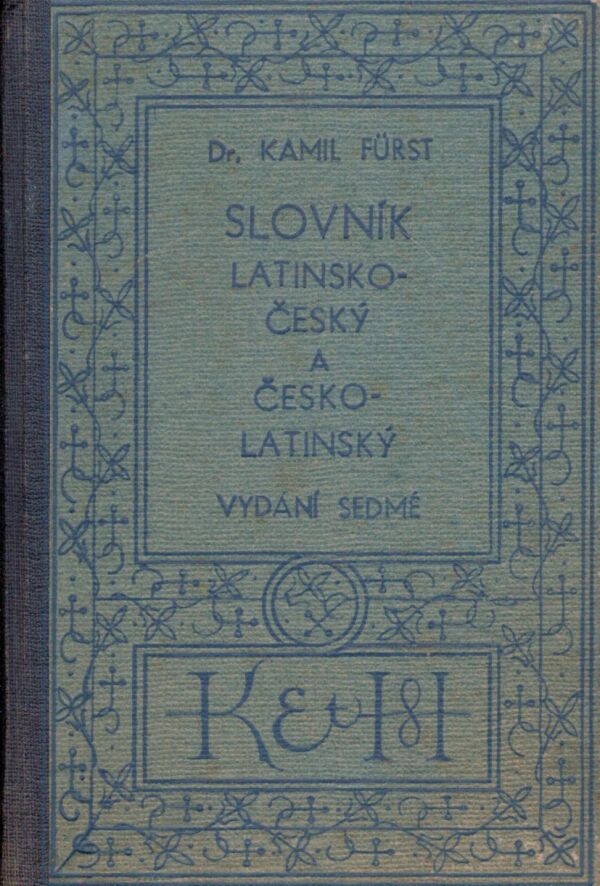 Dr. KAMIL FÜRST
SLOVNÍK
LATINSKO-
ČESKÝ
A
ČESKO-
LATINSKÝ
VYDÁNÍ SEDMÉ